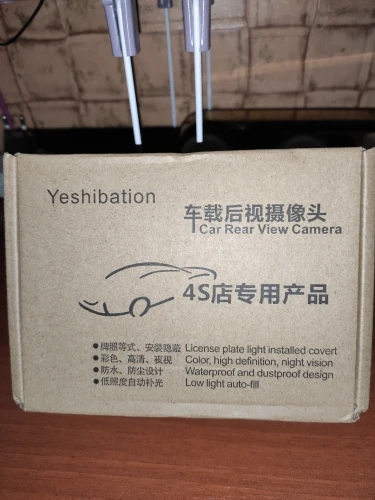 Yeshibation
车载后视摄像头
Car Rear View Camera
4S店专用产品
●牌照等式、安装隐蔽 License plate light installed covert
●彩色、高清、夜视 Color, high definition, night vision
●防水、防尘设计 Waterproof and dustproof design
●低照度自动补光 Low light auto-fill